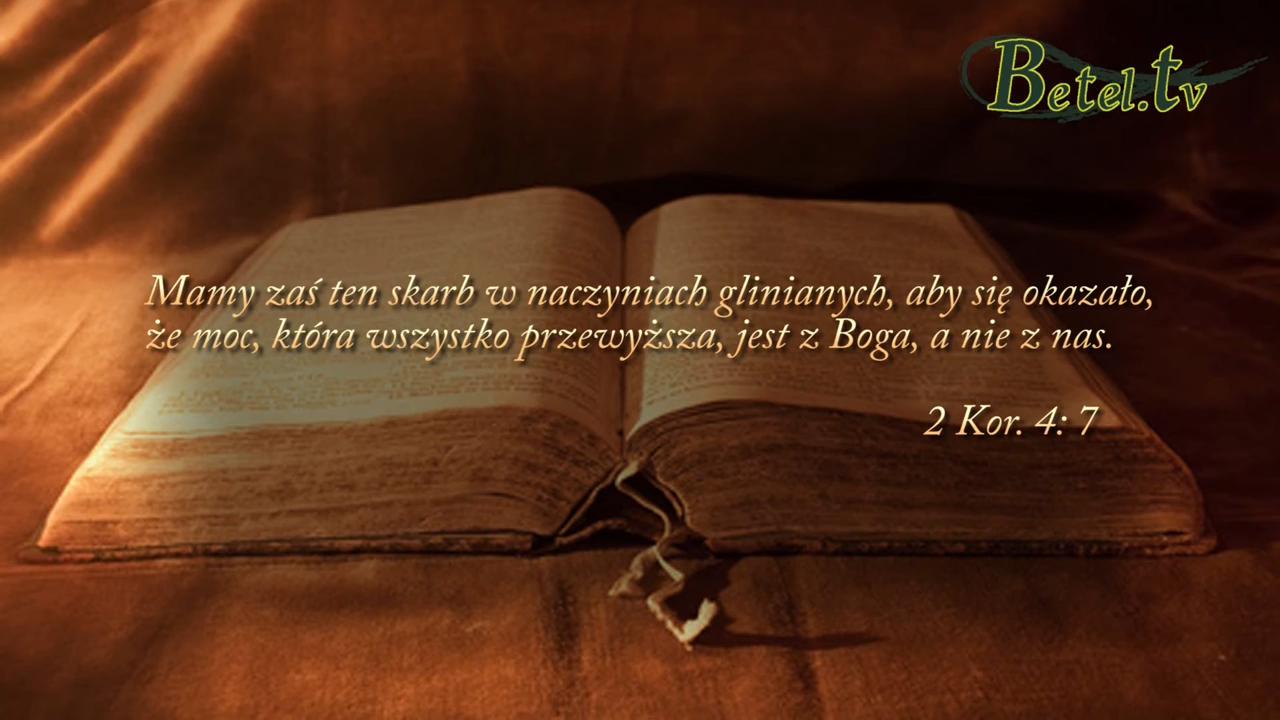 Betel.tv
Mamy zaś ten skarb w naczyniach glinianych, aby się okazało,
że moc, która wszystko przewyższa, jest z Boga, a nie z nas.
2 Kor. 4: 7